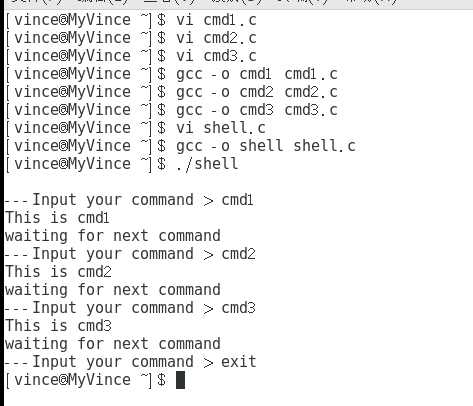 [vince@MyVince ~]$ vi cmd1.c
[vince@MyVince ~]$ vi cmd2.c
[vince@MyVince ~]$ vi cmd3.c
[vince@MyVince ~]$ gcc -o cmd1 cmd1.c
[vince@MyVince ~]$ gcc -o cmd2 cmd2.c
[vince@MyVince ~]$ gcc -o cmd3 cmd3.c
[vince@MyVince ~]$ vi shell.c
[vince@MyVince ~]$ gcc -o shell shell.c
[vince@MyVince ~]$ ./shell
---Input your command > cmd1
This is cmd1
waiting for next command
---Input your command > cmd2
This is cmd2
waiting for next command
---Input your command > cmd3
This is cmd3
waiting for next command
---Input your command > exit
[vince@MyVince ~]$